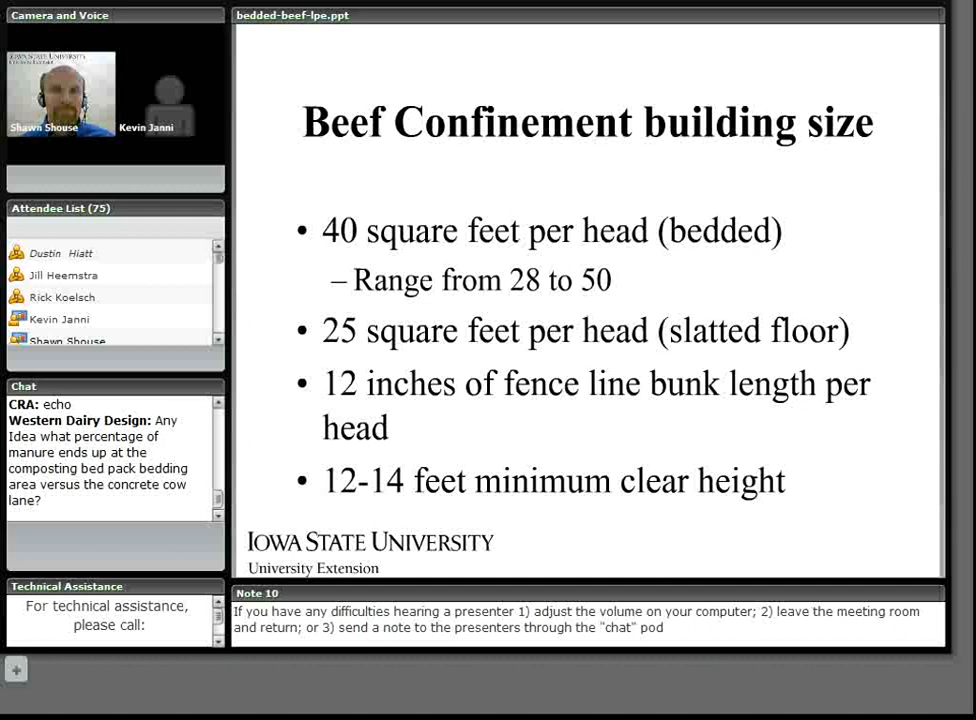 Camera and Voice
IOWA STATE UNIVERSITY
Shawn Shouse
Kevin Janni
Attendee List (75)
Dustin Hiatt
Jill Heemstra
Rick Koelsch
Kevin Janni
Shawn Shouse
Chat
CRA: echo
Western Dairy Design: Any
Idea what percentage of
manure ends up at the
composting bed pack bedding
area versus the concrete cow
lane?
Technical Assistance
For technical assistance,
please call:
bedded-beef-lpe.ppt
Beef Confinement building size
• 40 square feet per head (bedded)
– Range from 28 to 50
• 25 square feet per head (slatted floor)
• 12 inches of fence line bunk length per
head
• 12-14 feet minimum clear height
IOWA STATE UNIVERSITY
University Extension
Note 10
If you have any difficulties hearing a presenter 1) adjust the volume on your computer; 2) leave the meeting room
and return; or 3) send a note to the presenters through the "chat" pod